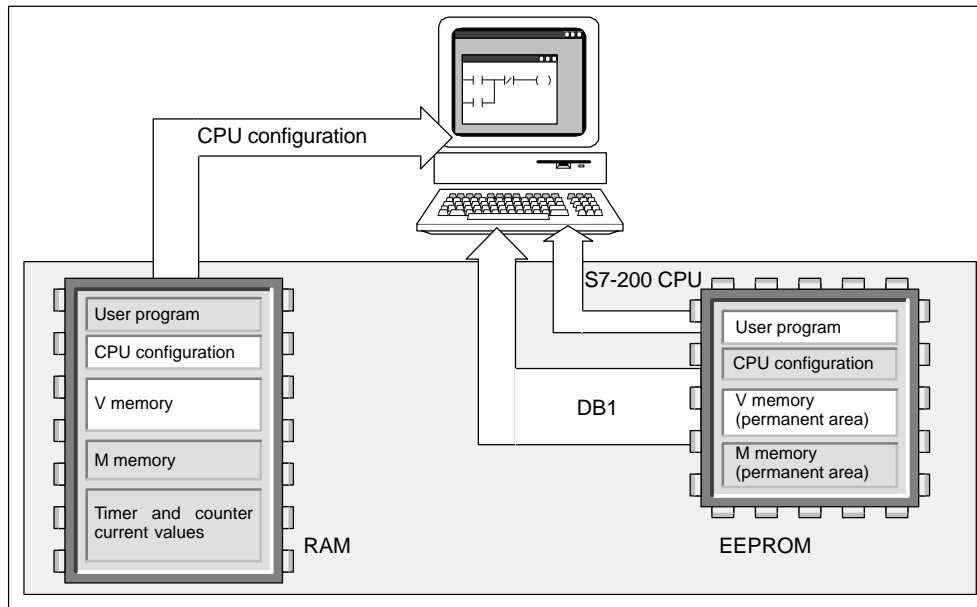 CPU configuration
S7-200 CPU
User program
CPU configuration
V memory
M memory
Timer and counter
current values
RAM
DB1
User program
CPU configuration
V memory
(permanent area)
M memory
(permanent area)
EEPROM